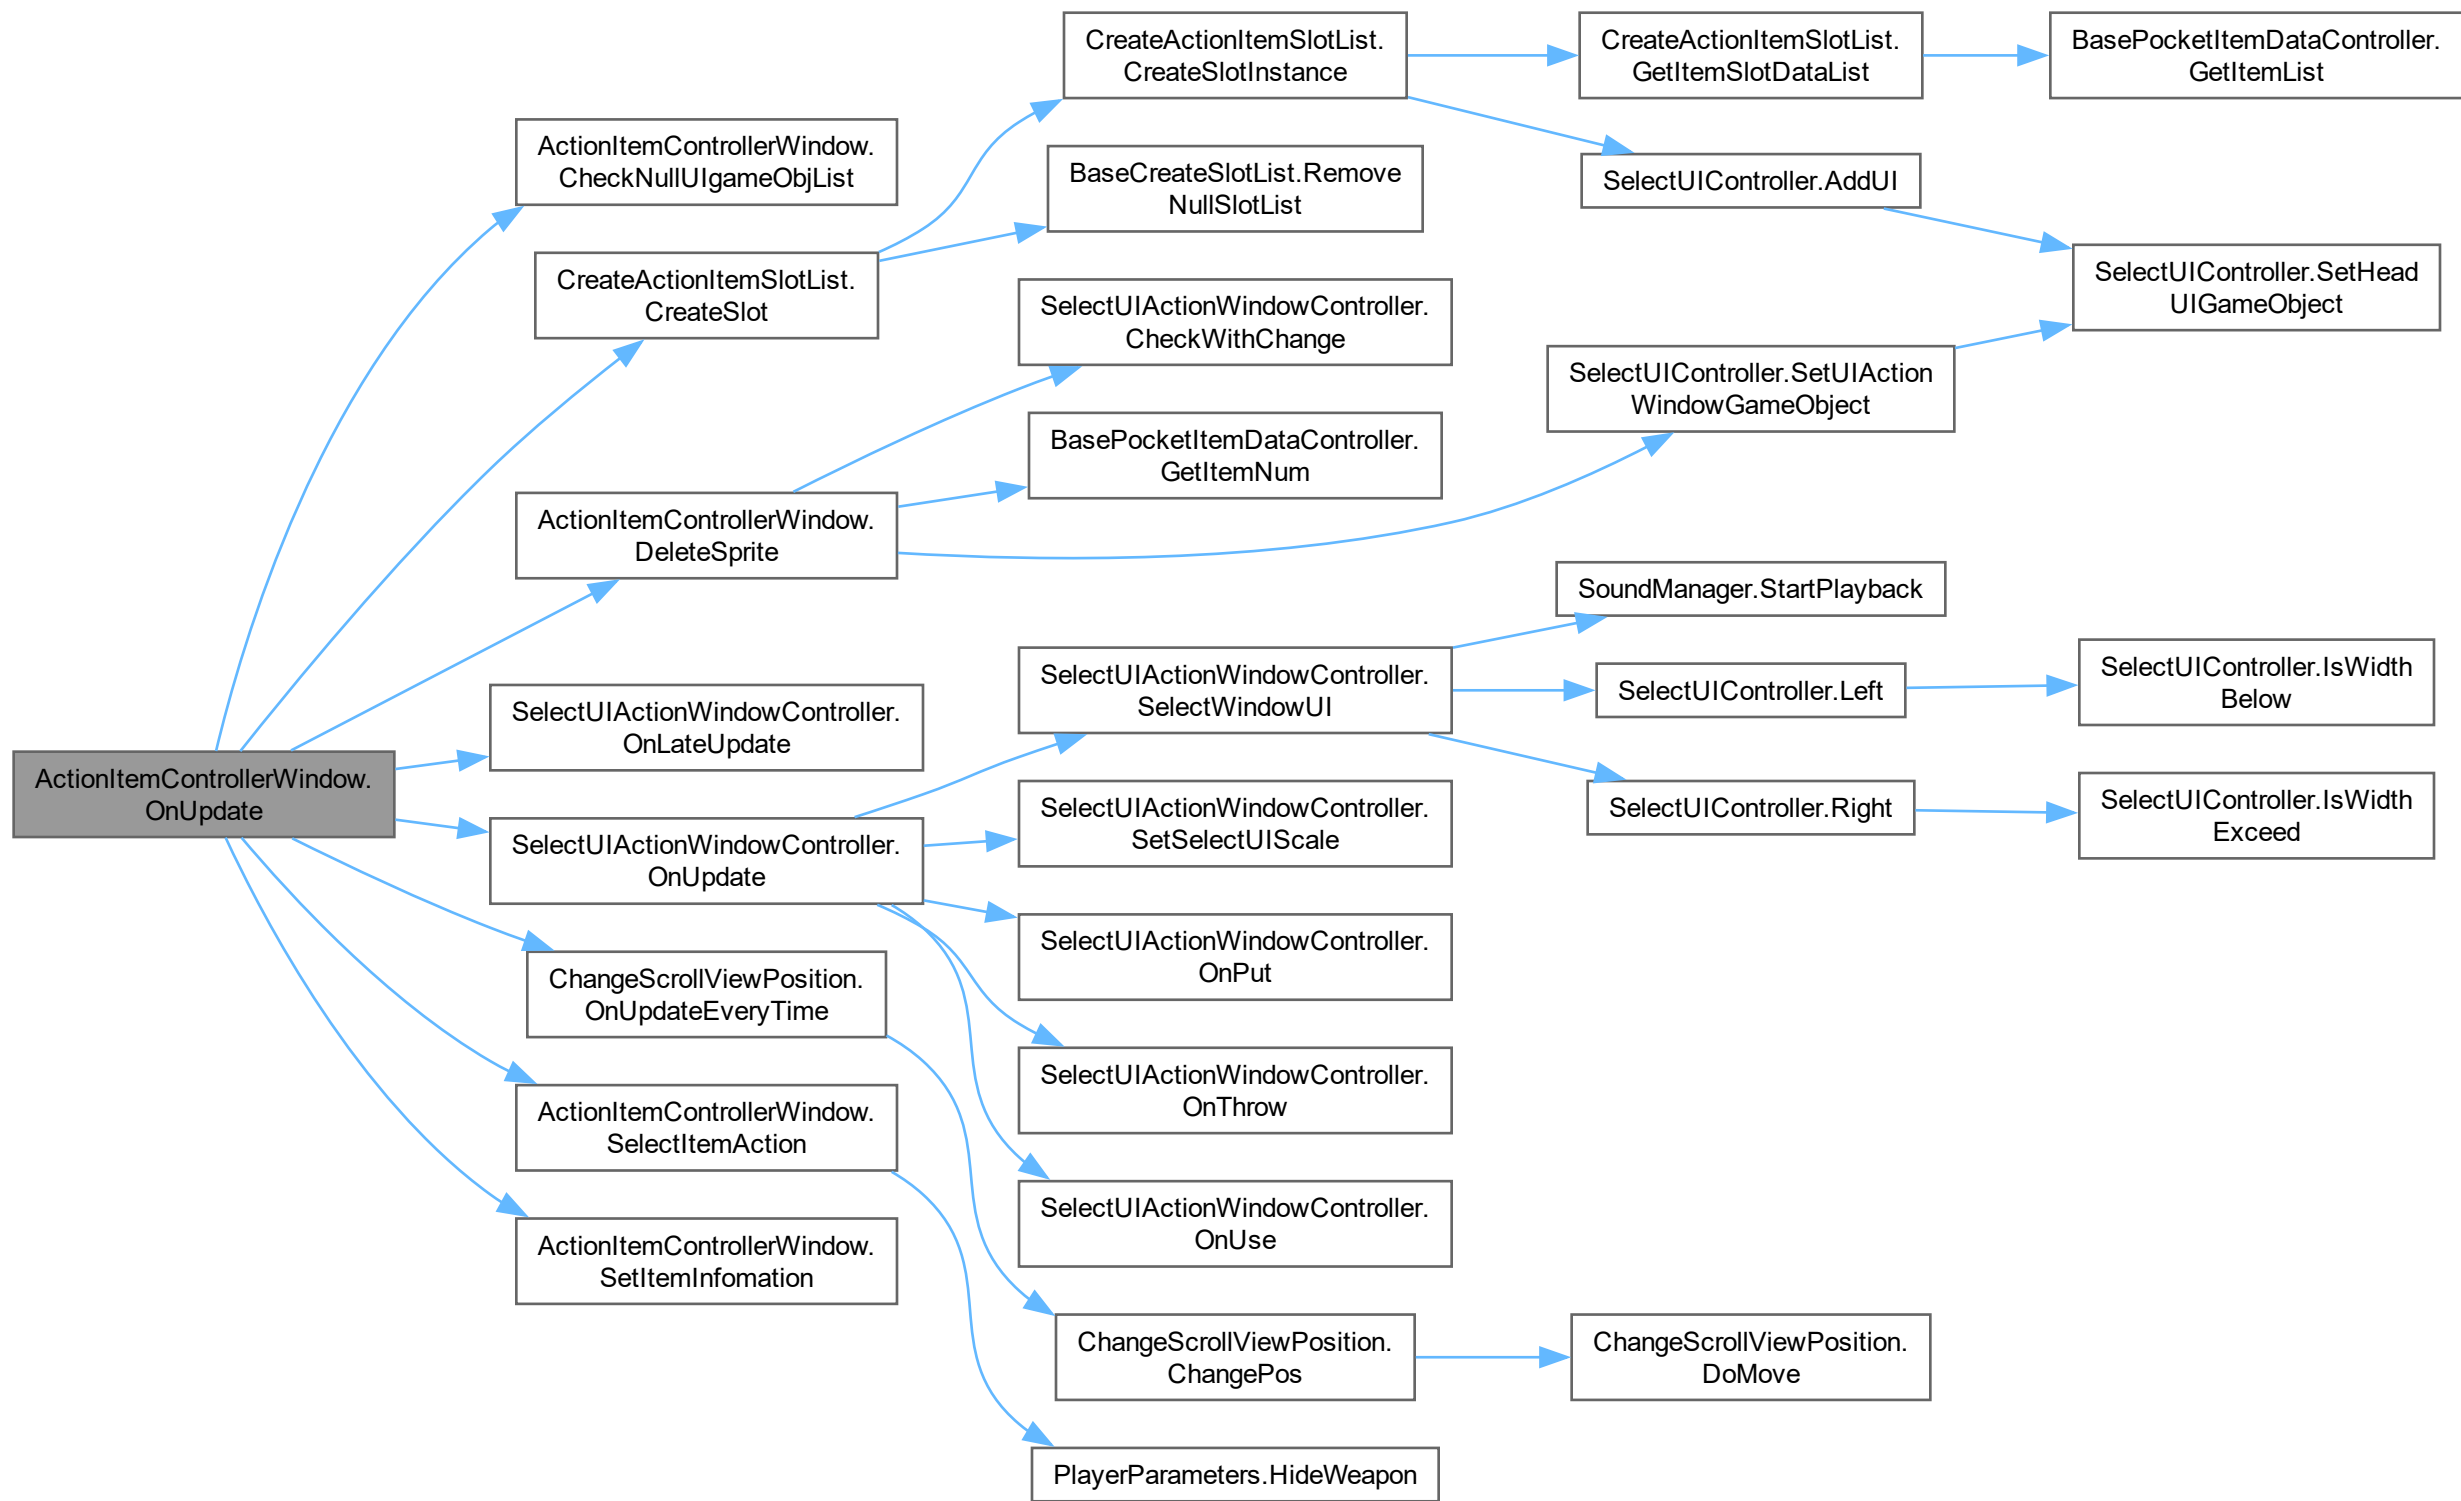 ActionItemControllerWindow.
OnUpdate
ActionItemControllerWindow.
CheckNullUIgameObjList
CreateActionItemSlotList.
CreateSlot
ActionItemControllerWindow.
DeleteSprite
SelectUIActionWindowController.
OnLateUpdate
SelectUIActionWindowController.
OnUpdate
ChangeScrollViewPosition.
OnUpdateEveryTime
ActionItemControllerWindow.
SelectItemAction
ActionItemControllerWindow.
SetItemInfomation
CreateActionItemSlotList.
CreateSlotInstance
BaseCreateSlotList.Remove
NullSlotList
SelectUIActionWindowController.
CheckWithChange
BasePocketItemDataController.
GetItemNum
SelectUIActionWindowController.
SelectWindowUI
SelectUIActionWindowController.
SetSelectUIScale
SelectUIActionWindowController.
OnPut
SelectUIActionWindowController.
OnThrow
SelectUIActionWindowController.
OnUse
ChangeScrollViewPosition.
ChangePos
PlayerParameters.HideWeapon
CreateActionItemSlotList.
GetItemSlotDataList
SelectUIController.AddUI
SelectUIController.SetUIAction
WindowGameObject
SoundManager.StartPlayback
SelectUIController.Left
SelectUIController.Right
ChangeScrollViewPosition.
DoMove
BasePocketItemDataController.
GetItemList
SelectUIController.SetHead
UIGameObject
SelectUIController.IsWidth
Below
SelectUIController.IsWidth
Exceed